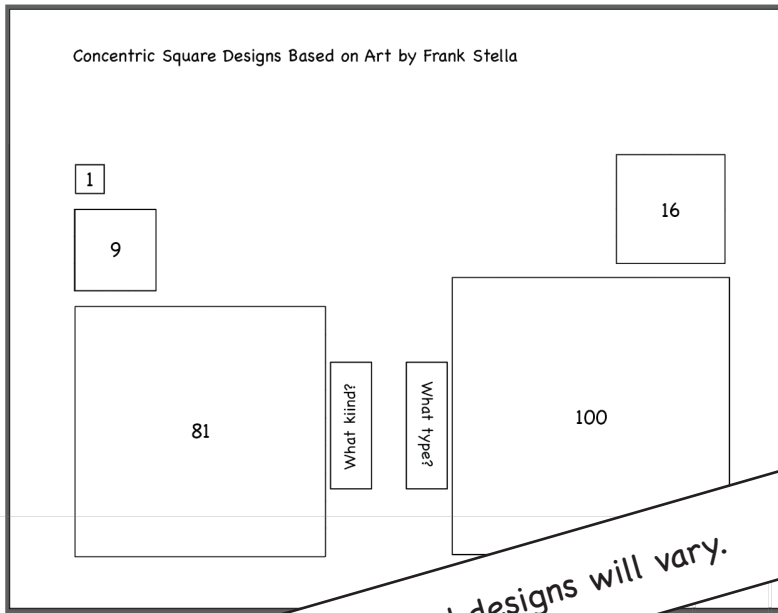 Concentric Square Designs Based on Art by Frank Stella
1
16
9
81
What kiind?
What type?
100
designs will vary.